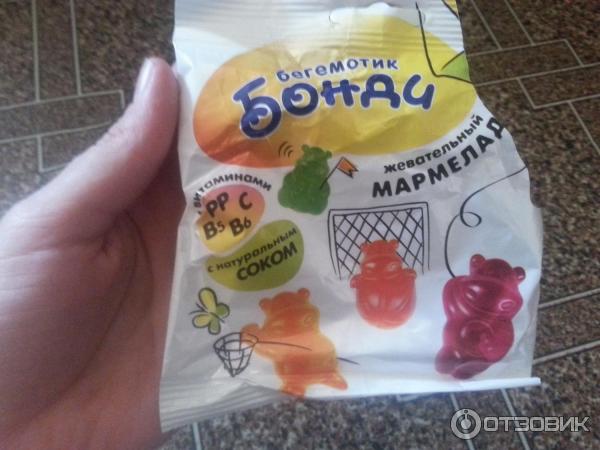 бегемотик
Бонди
жевательный
МАРМЕЛАД
с витаминами
PP C
B5 B6
с натуральным
СОКОМ
ОТЗОВИК